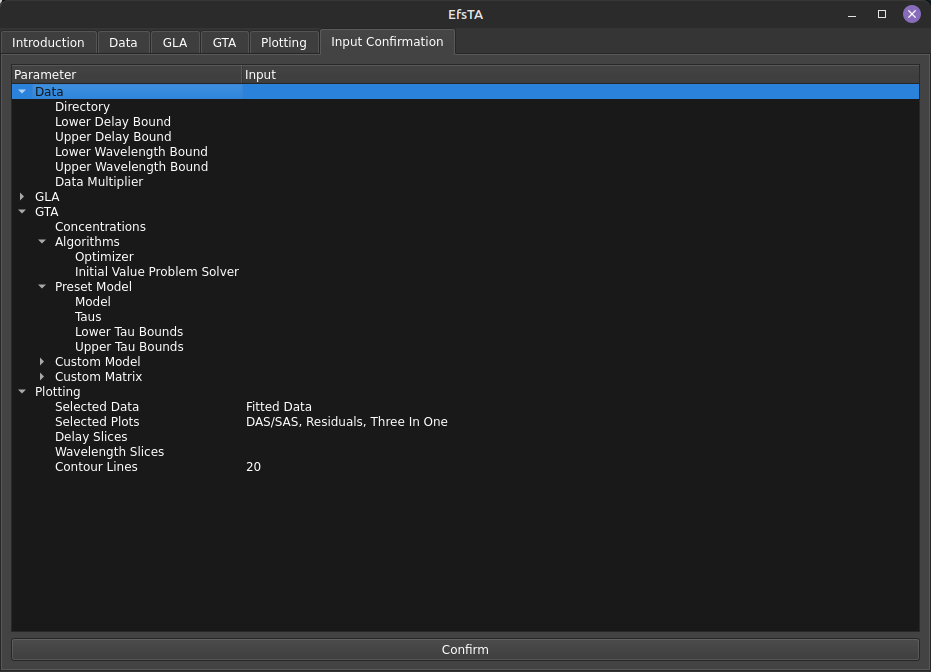 EfsTA
Introduction Data GLA GTA Plotting Input Confirmation
Parameter Input
Data
Directory
Lower Delay Bound
Upper Delay Bound
Lower Wavelength Bound
Upper Wavelength Bound
Data Multiplier
GLA
GTA
Concentrations
Algorithms
Optimizer
Initial Value Problem Solver
Preset Model
Model
Taus
Lower Tau Bounds
Upper Tau Bounds
Custom Model
Custom Matrix
Plotting
Selected Data Fitted Data
Selected Plots DAS/SAS, Residuals, Three In One
Delay Slices
Wavelength Slices
Contour Lines 20
Confirm